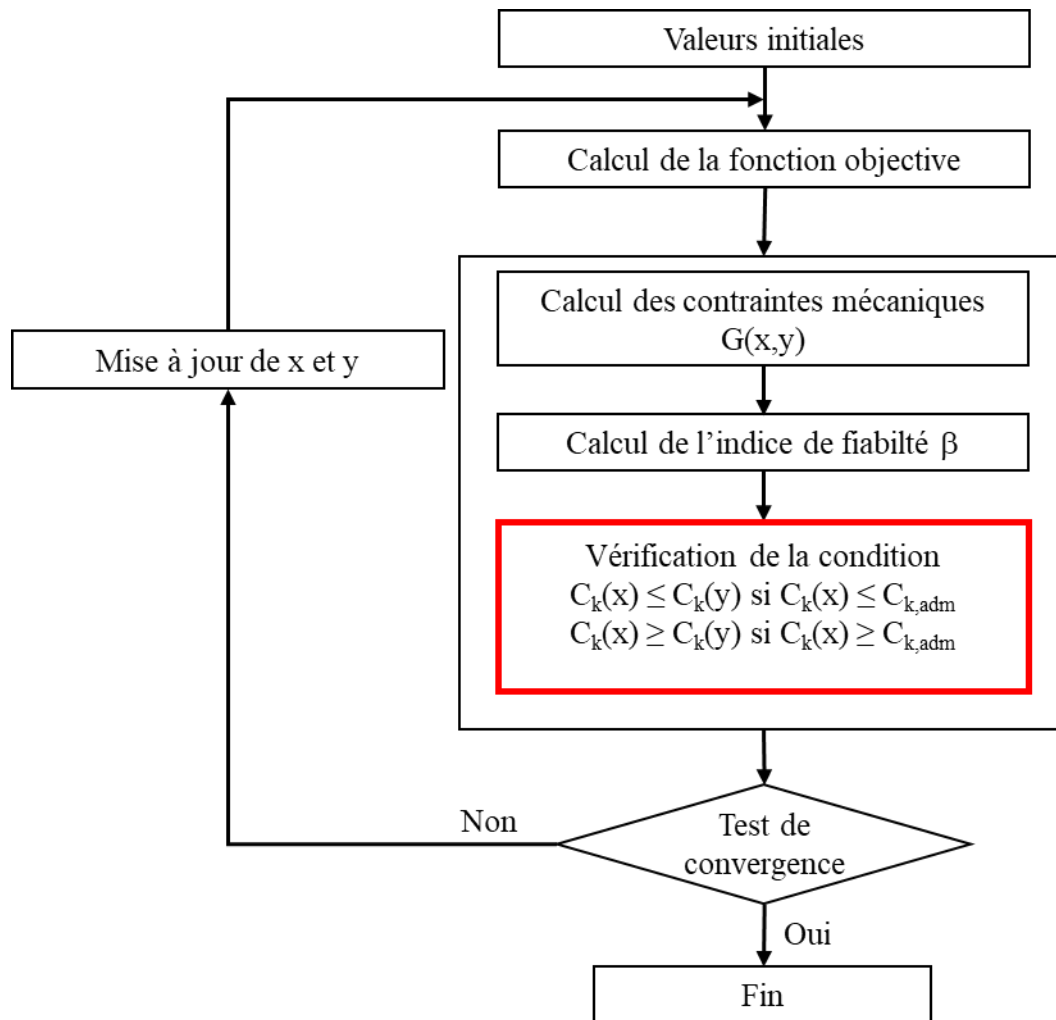 Valeurs initiales
Calcul de la fonction objective
Calcul des contraintes mécaniques
G(x,y)
Mise à jour de x et y
Calcul de l’indice de fiabilté β
Vérification de la condition
Cₖ(x) ≤ Cₖ(y) si Cₖ(x) ≤ Cₖ,adm
Cₖ(x) ≥ Cₖ(y) si Cₖ(x) ≥ Cₖ,adm
Non
Test de
convergence
Oui
Fin